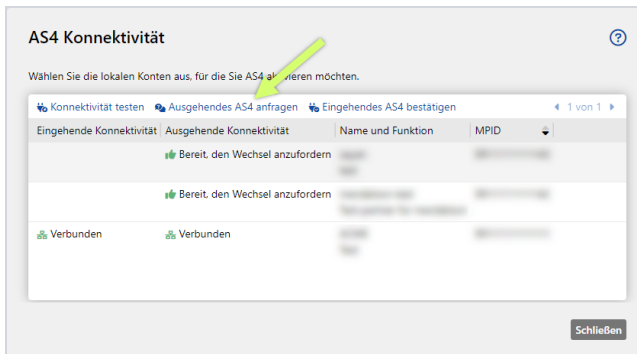 AS4 Konnektivität
Wählen Sie die lokalen Konten aus, für die Sie AS4 aktivieren möchten.
Konnektivität testen Ausgehendes AS4 anfragen Eingehendes AS4 bestätigen 1 von 1
Eingehende Konnektivität Ausgehende Konnektivität Name und Funktion MPID
Bereit, den Wechsel anzufordern
Bereit, den Wechsel anzufordern
Verbunden Verbunden
Schließen